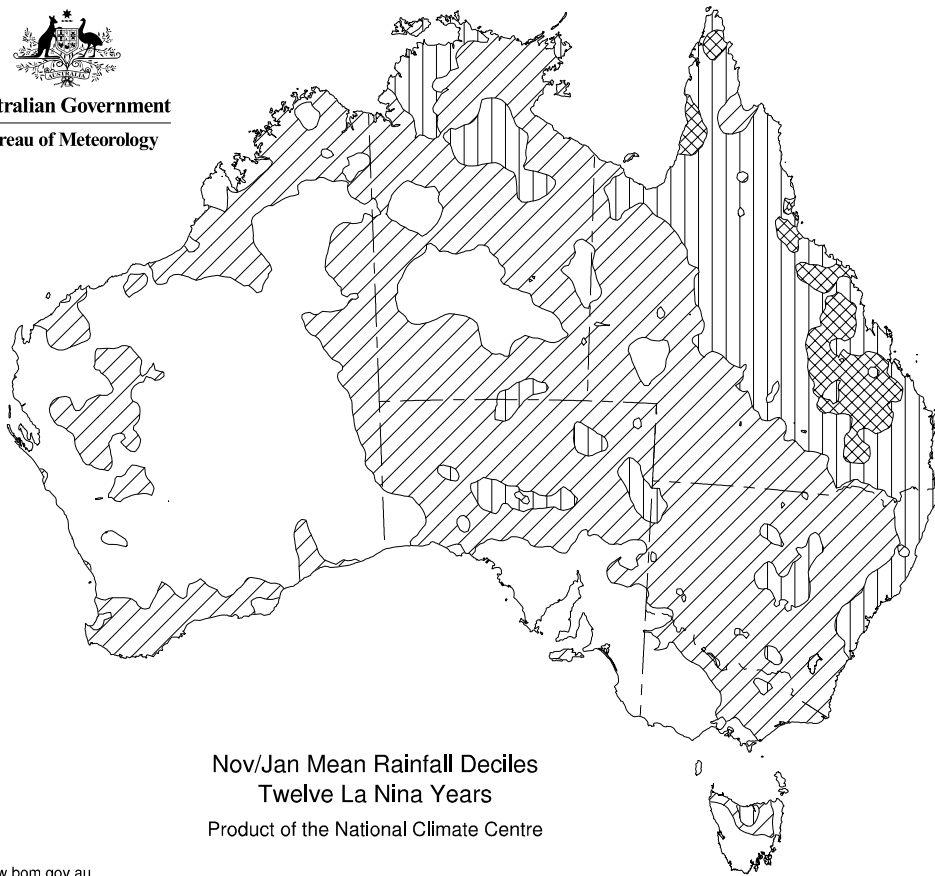 AUSTRALIA
tralian Government
reau of Meteorology
Nov/Jan Mean Rainfall Deciles
Twelve La Nina Years
Product of the National Climate Centre
w.bom.gov.au